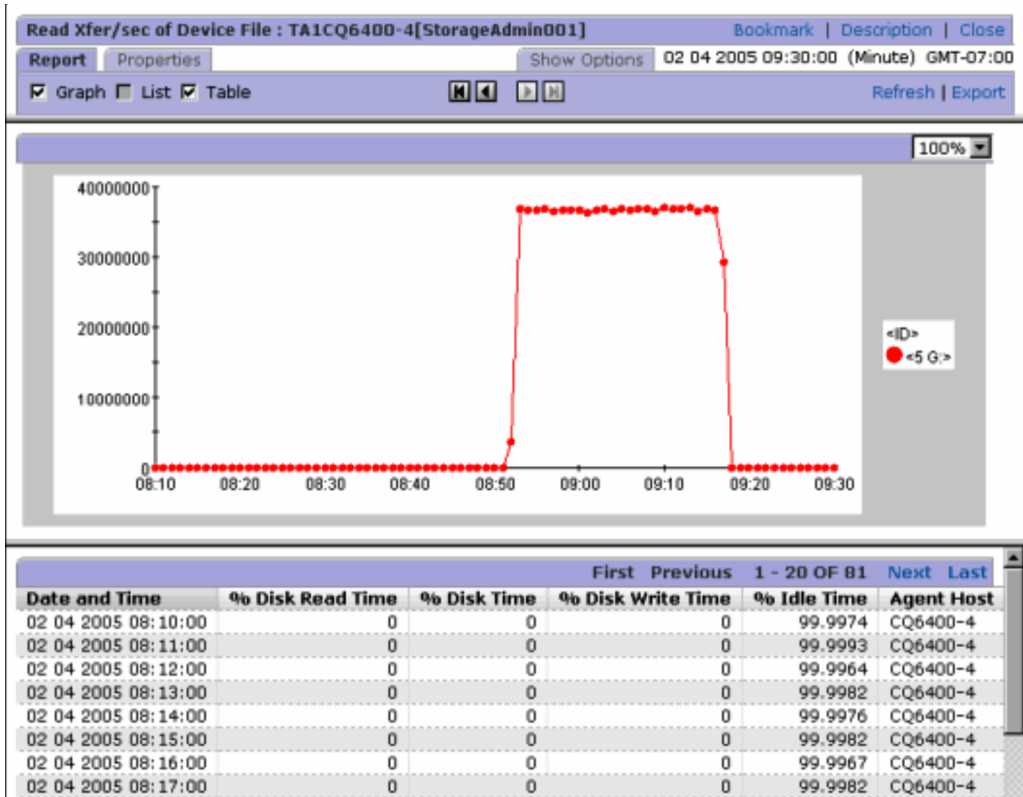 Read Xfer/sec of Device File : TA1CQ6400-4[StorageAdmin001] Bookmark | Description | Close
Report Properties Show Options 02 04 2005 09:30:00 (Minute) GMT-07:00
Graph List Table Refresh | Export
100%
40000000
30000000
20000000
10000000
0
08:10 08:20 08:30 08:40 08:50 09:00 09:10 09:20 09:30
<ID>
<5 G:>
First Previous 1 - 20 OF 81 Next Last
Date and Time % Disk Read Time % Disk Time % Disk Write Time % Idle Time Agent Host
02 04 2005 08:10:00 0 0 0 99.9974 CQ6400-4
02 04 2005 08:11:00 0 0 0 99.9993 CQ6400-4
02 04 2005 08:12:00 0 0 0 99.9964 CQ6400-4
02 04 2005 08:13:00 0 0 0 99.9982 CQ6400-4
02 04 2005 08:14:00 0 0 0 99.9976 CQ6400-4
02 04 2005 08:15:00 0 0 0 99.9982 CQ6400-4
02 04 2005 08:16:00 0 0 0 99.9967 CQ6400-4
02 04 2005 08:17:00 0 0 0 99.9982 CQ6400-4